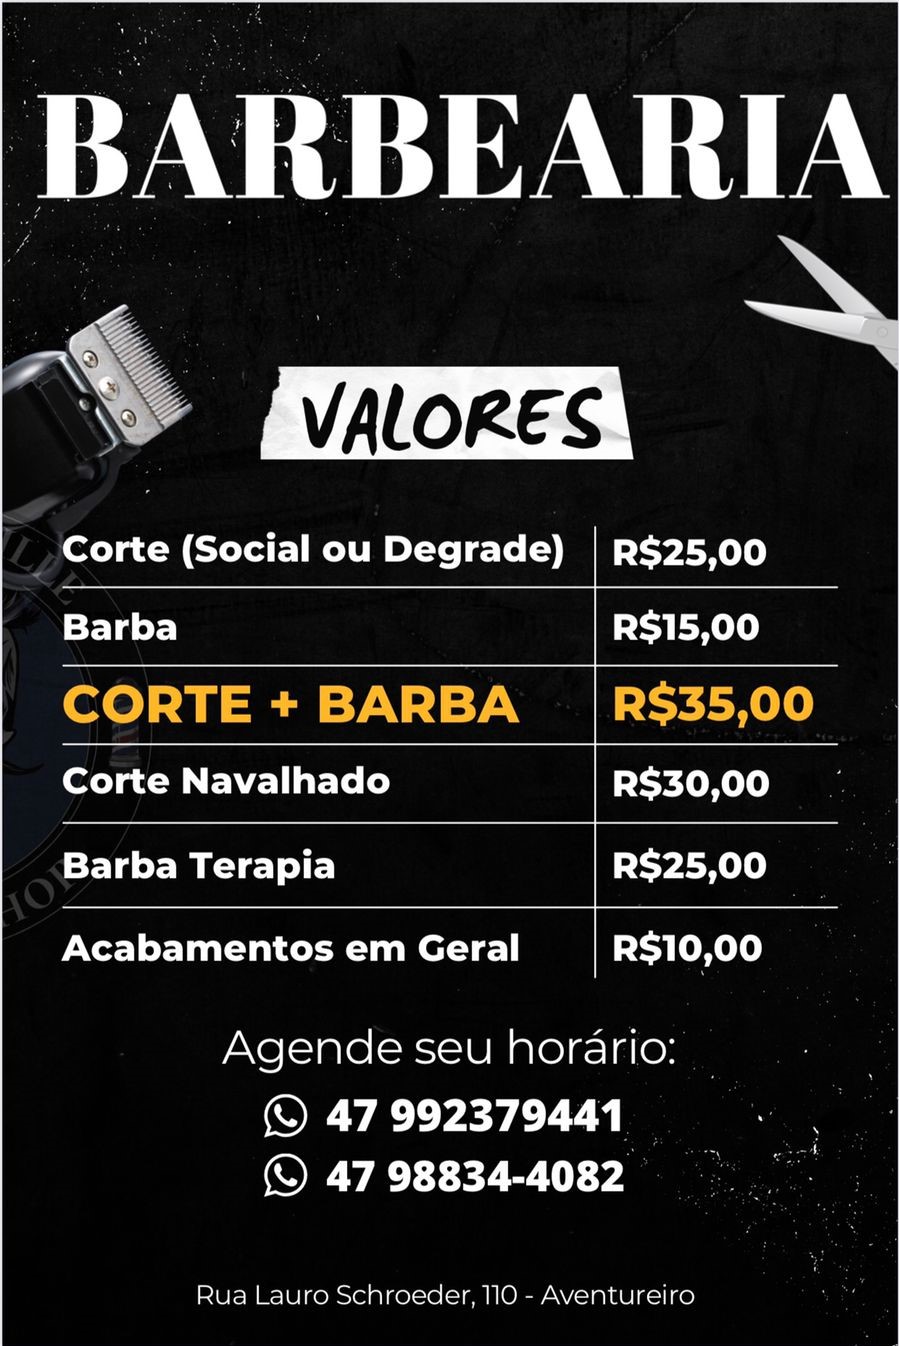 BARBEARIA
VALORES
Corte (Social ou Degrade) R$25,00
Barba R$15,00
CORTE + BARBA R$35,00
Corte Navalhado R$30,00
Barba Terapia R$25,00
Acabamentos em Geral R$10,00
Agende seu horário:
47 992379441
47 98834-4082
Rua Lauro Schroeder, 110 - Aventureiro